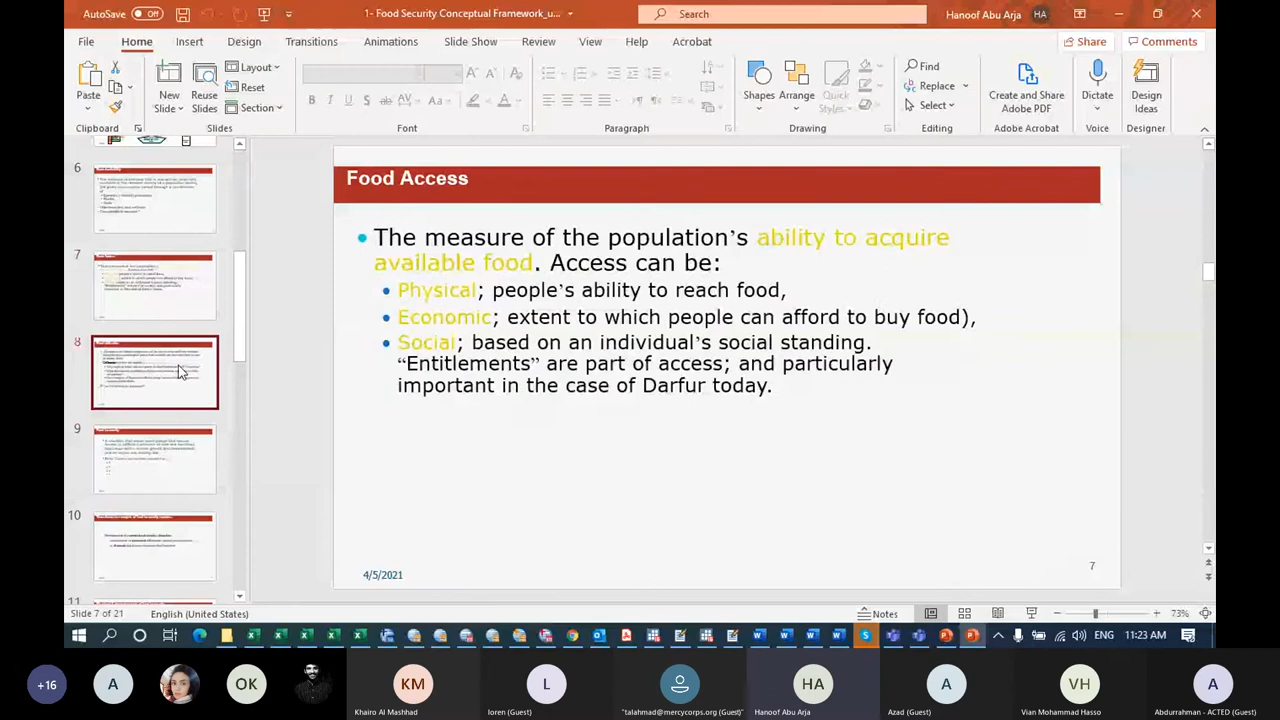 AutoSave Off
1- Food Security Conceptual Framework_u...
Search
Hanoof Abu Arja HA
File Home Insert Design Transitions Animations Slide Show Review View Help Acrobat Share Comments
Paste
New Slide
Reuse Slides
Layout
Reset
Section
Shapes Arrange Quick Styles
Find
Replace
Select
Create and Share Adobe PDF
Dictate
Design Ideas
Clipboard Slides Font Paragraph Drawing Editing Adobe Acrobat Voice Designer
6
7
8
9
10
11
Food Access
The measure of the population’s ability to acquire
available food. Access can be:
Physical; people’s ability to reach food,
Economic; extent to which people can afford to buy food),
Social; based on an individual’s social standing.
“Entitlements” are part of access; and particularly
important in the case of Darfur today.
4/5/2021
7
Slide 7 of 21 English (United States) Notes 73%
ENG 11:23 AM
+16 A OK KM L HA A VH A
Khairo Al Mashhad loren (Guest) "talahmad@mercycorps.org (Guest)" Hanoof Abu Arja Azad (Guest) Vian Mohammad Hasso Abdurrahman - ACTED (Guest)